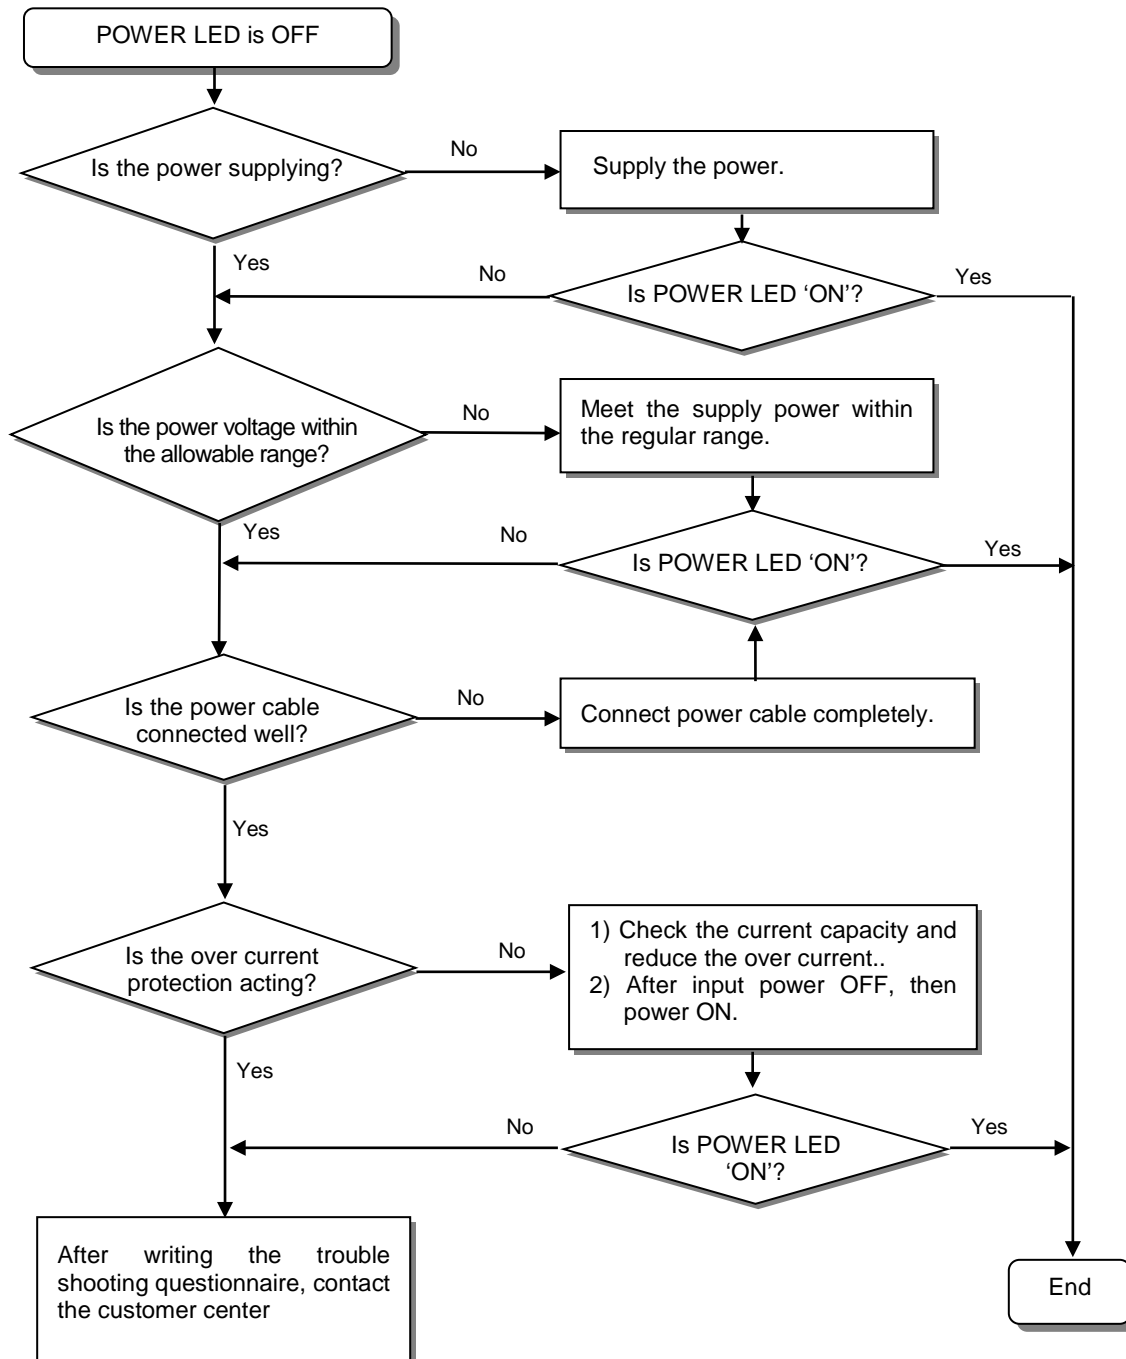 POWER LED is OFF
Is the power supplying?
No
Supply the power.
Yes
No
Is POWER LED ‘ON’?
Yes
Is the power voltage within
the allowable range?
No
Meet the supply power within
the regular range.
Yes
No
Is POWER LED ‘ON’?
Yes
Is the power cable
connected well?
No
Connect power cable completely.
Yes
Is the over current
protection acting?
No
1) Check the current capacity and
reduce the over current..
2) After input power OFF, then
power ON.
Yes
No
Is POWER LED
‘ON’?
Yes
After writing the trouble
shooting questionnaire, contact
the customer center
End